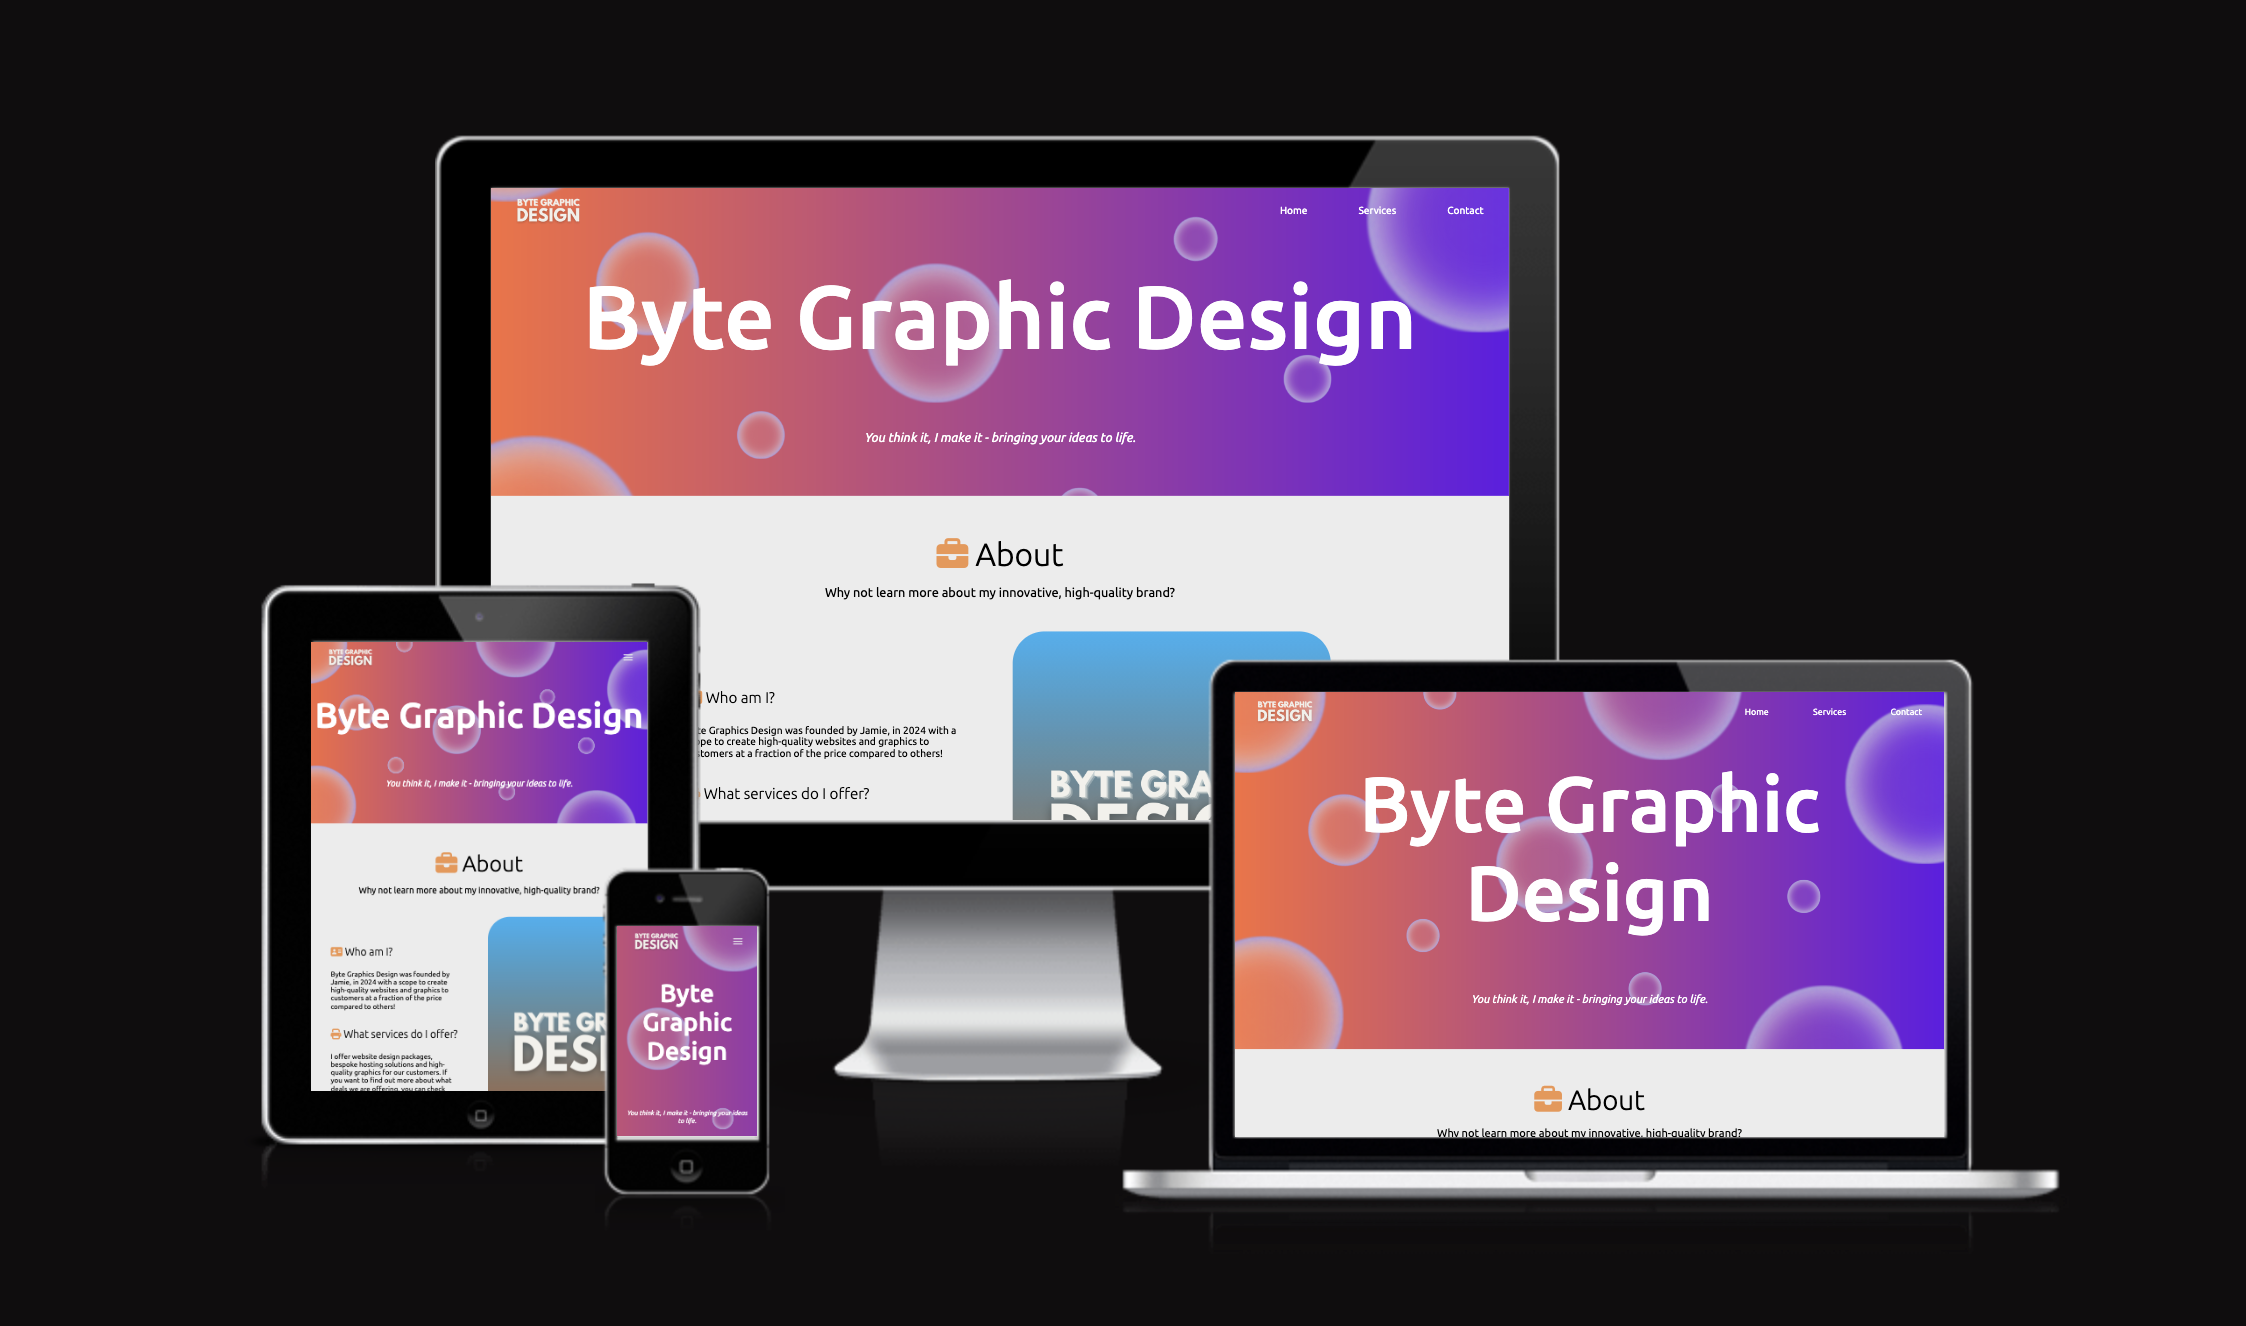 BYTE GRAPHIC
DESIGN
Home Services Contact
Byte Graphic Design
You think it, I make it - bringing your ideas to life.
About
Why not learn more about my innovative, high-quality brand?
Who am I?
Graphics Design was founded by Jamie, in 2024 with a
to create high-quality websites and graphics to
at a fraction of the price compared to others!
What services do I offer?
BYTE GRA
BYTE GRAPHIC
DESIGN
Byte Graphic Design
You think it, I make it - bringing your ideas to life.
About
Why not learn more about my innovative, high-quality brand?
Who am I?
Byte Graphics Design was founded by
Jamie, in 2024 with a scope to create
high-quality websites and graphics to
customers at a fraction of the price
compared to others!
What services do I offer?
I offer website design packages,
bespoke hosting solutions and high-
quality graphics for our customers. If
you want to find out more about what
deals we are offering, you can check
BYTE GR
DES
BYTE GRAPHIC
DESIGN
Byte
Graphic
Design
You think it, I make it - bringing your ideas
to life.
BYTE GRAPHIC
DESIGN
Home Services Contact
Byte Graphic
Design
You think it, I make it - bringing your ideas to life.
About
Why not learn more about my innovative, high-quality brand?